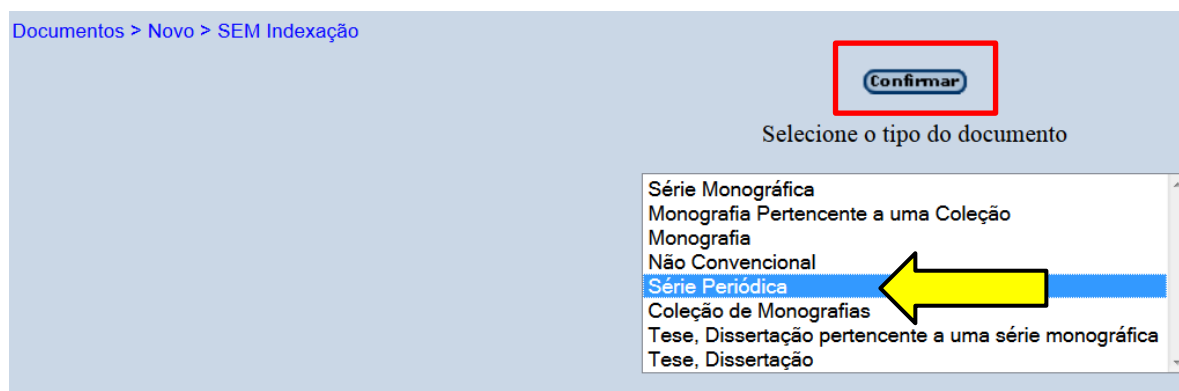 Documentos > Novo > SEM Indexação
Confirmar
Selecione o tipo do documento
Série Monográfica
Monografia Pertencente a uma Coleção
Monografia
Não Convencional
Série Periódica
Coleção de Monografias
Tese, Dissertação pertencente a uma série monográfica
Tese, Dissertação